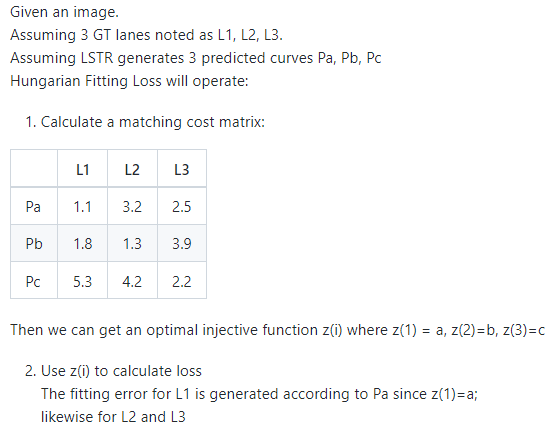 Given an image.
Assuming 3 GT lanes noted as L1, L2, L3.
Assuming LSTR generates 3 predicted curves Pa, Pb, Pc
Hungarian Fitting Loss will operate:
1. Calculate a matching cost matrix:
L1 L2 L3
Pa 1.1 3.2 2.5
Pb 1.8 1.3 3.9
Pc 5.3 4.2 2.2
Then we can get an optimal injective function z(i) where z(1) = a, z(2)=b, z(3)=c
2. Use z(i) to calculate loss
The fitting error for L1 is generated according to Pa since z(1)=a;
likewise for L2 and L3